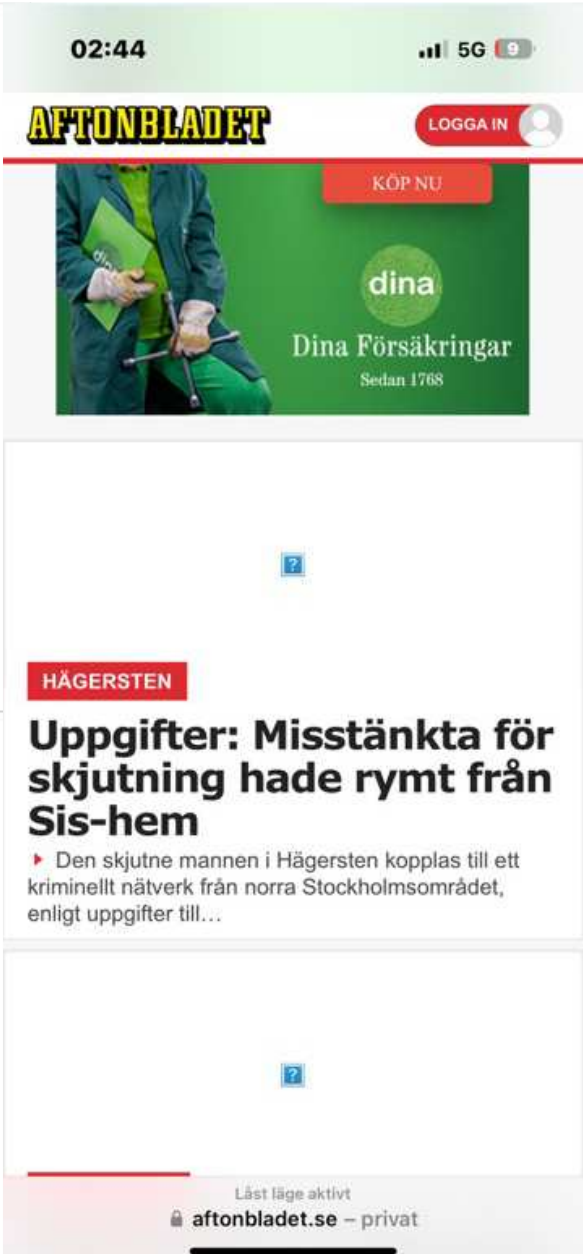 02:44
5G 9
AFTONBLADET
LOGGA IN
KÖP NU
dina
dina
Dina Försäkringar
Sedan 1768
?
HÄGERSTEN
Uppgifter: Misstänkta för
skjutning hade rymt från
Sis-hem
Den skjutne mannen i Hägersten kopplas till ett
kriminellt nätverk från norra Stockholmsområdet,
enligt uppgifter till…
?
Låst läge aktivt
aftonbladet.se – privat